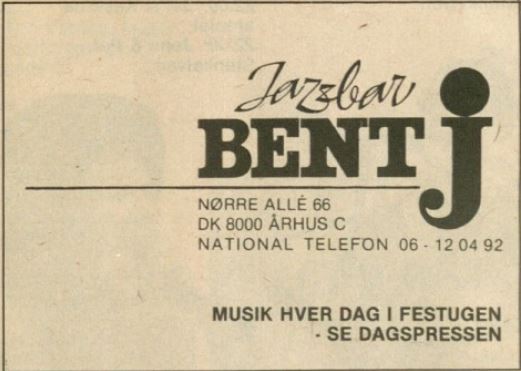 Jazzbar
BENT J
NØRRE ALLÉ 66
DK 8000 ÅRHUS C
NATIONAL TELEFON 06 - 12 04 92
MUSIK HVER DAG I FESTUGEN
- SE DAGSPRESSEN